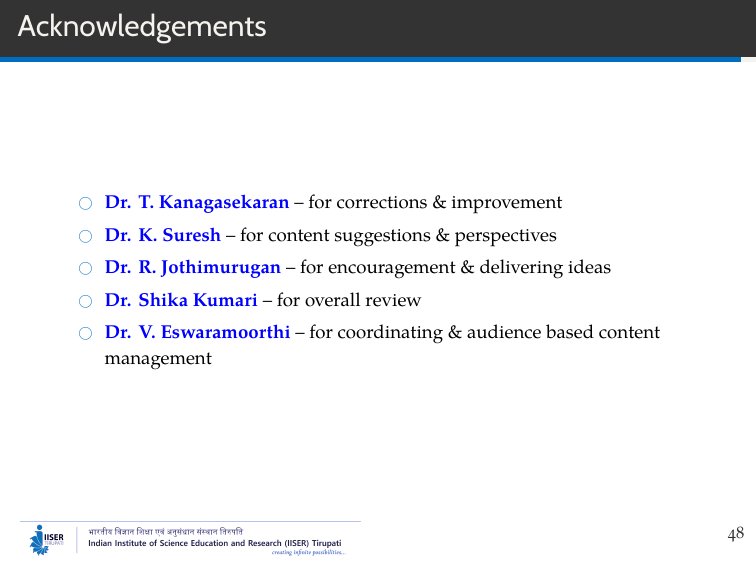 Acknowledgements
Dr. T. Kanagasekaran – for corrections & improvement
Dr. K. Suresh – for content suggestions & perspectives
Dr. R. Jothimurugan – for encouragement & delivering ideas
Dr. Shika Kumari – for overall review
Dr. V. Eswaramoorthi – for coordinating & audience based content
management
IISER
TIRUPATI
भारतीय विज्ञान शिक्षा एवं अनुसंधान संस्थान तिरुपति
Indian Institute of Science Education and Research (IISER) Tirupati
creating infinite possibilities...
48